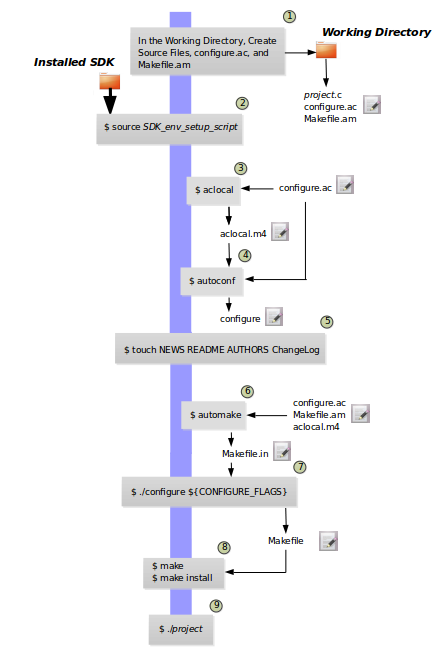 1
Working Directory
In the Working Directory, Create
Source Files, configure.ac, and
Makefile.am
Installed SDK
project.c
configure.ac
Makefile.am
2
$ source SDK_env_setup_script
3
$ aclocal
configure.ac
aclocal.m4
4
$ autoconf
configure
5
$ touch NEWS README AUTHORS ChangeLog
6
configure.ac
Makefile.am
aclocal.m4
$ automake
Makefile.in
7
$ ./configure ${CONFIGURE_FLAGS}
Makefile
8
$ make
$ make install
9
$ ./project